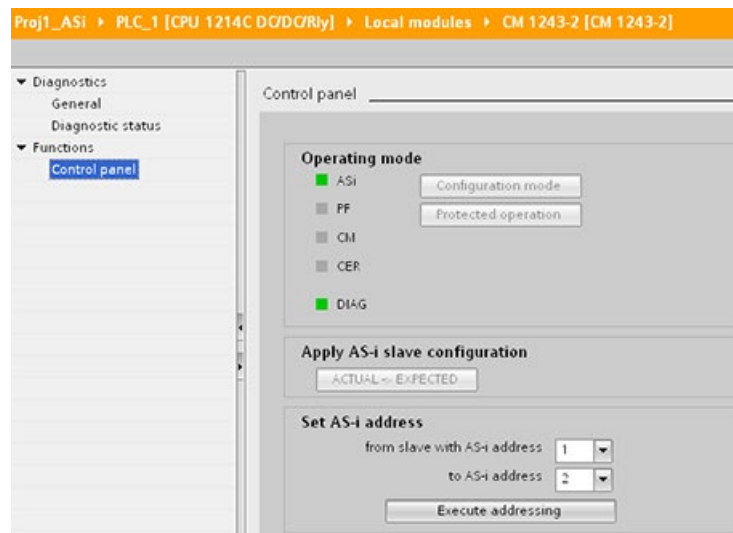 Proj1_ASi ▸ PLC_1 [CPU 1214C DC/DC/Rly] ▸ Local modules ▸ CM 1243-2 [CM 1243-2]
Diagnostics
General
Diagnostic status
Functions
Control panel
Control panel
Operating mode
ASi
Configuration mode
PF
Protected operation
CM
CER
DIAG
Apply AS-i slave configuration
ACTUAL -> EXPECTED
Set AS-i address
from slave with AS-i address 1
to AS-i address 2
Execute addressing